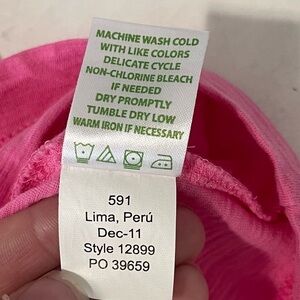 MACHINE WASH COLD
WITH LIKE COLORS
DELICATE CYCLE
NON-CHLORINE BLEACH
IF NEEDED
DRY PROMPTLY
TUMBLE DRY LOW
WARM IRON IF NECESSARY
591
Lima, Perú
Dec-11
Style 12899
PO 39659